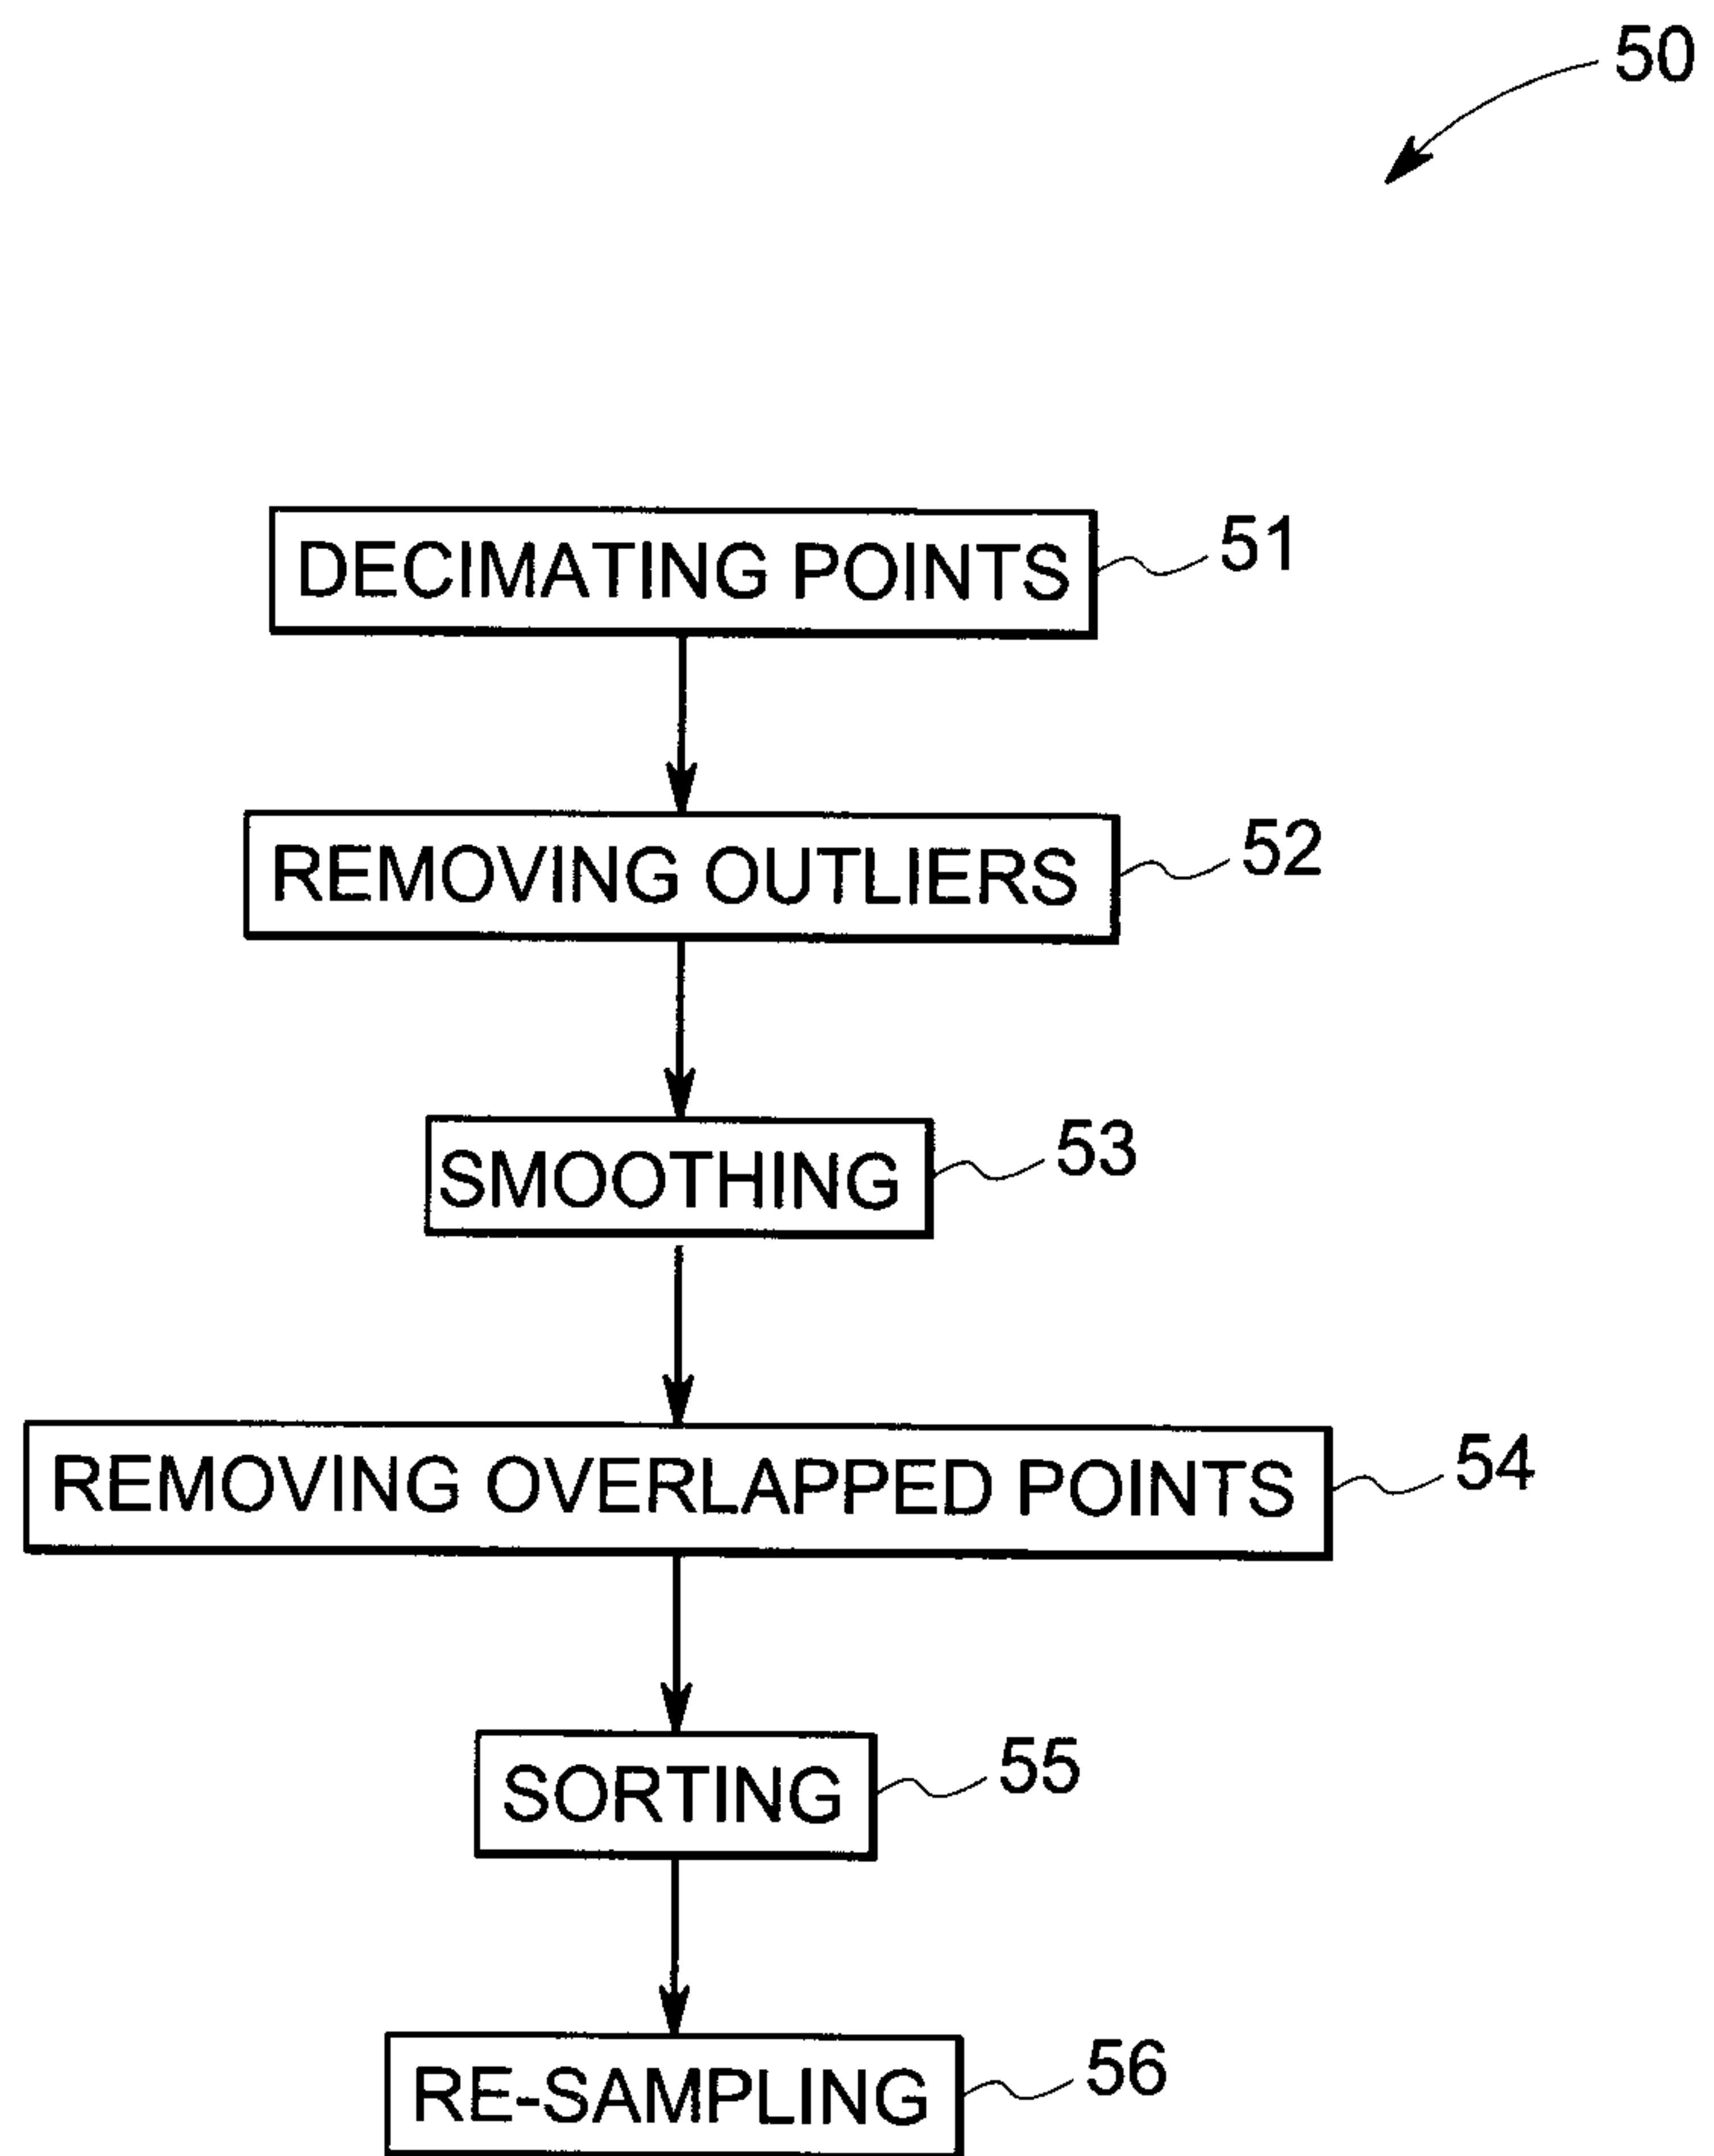 50
DECIMATING POINTS 51
REMOVING OUTLIERS 52
SMOOTHING 53
REMOVING OVERLAPPED POINTS 54
SORTING 55
RE-SAMPLING 56